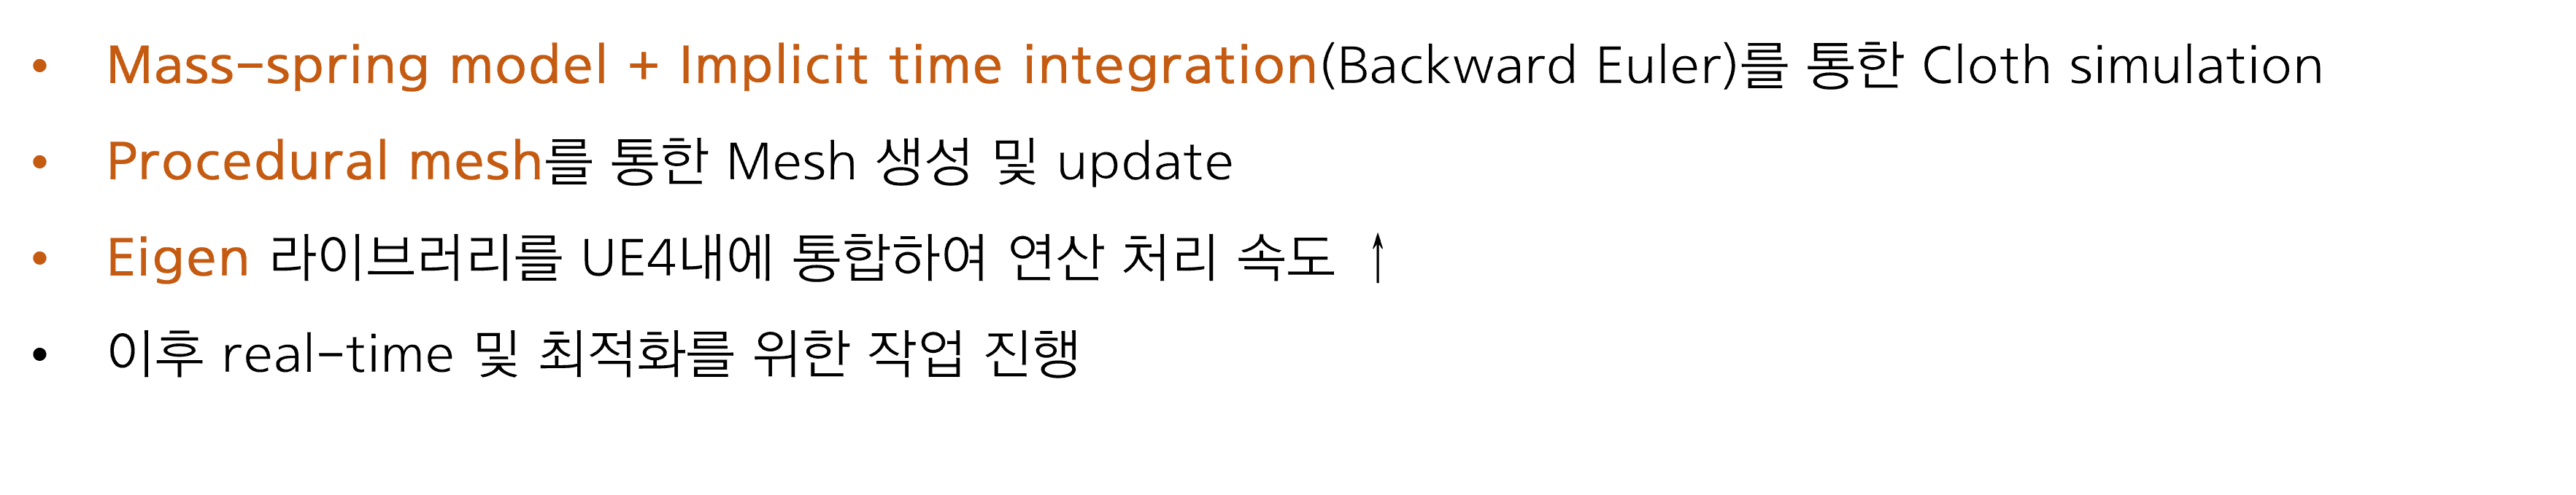 • Mass-spring model + Implicit time integration(Backward Euler)를 통한 Cloth simulation
• Procedural mesh를 통한 Mesh 생성 및 update
• Eigen 라이브러리를 UE4내에 통합하여 연산 처리 속도 ↑
• 이후 real-time 및 최적화를 위한 작업 진행